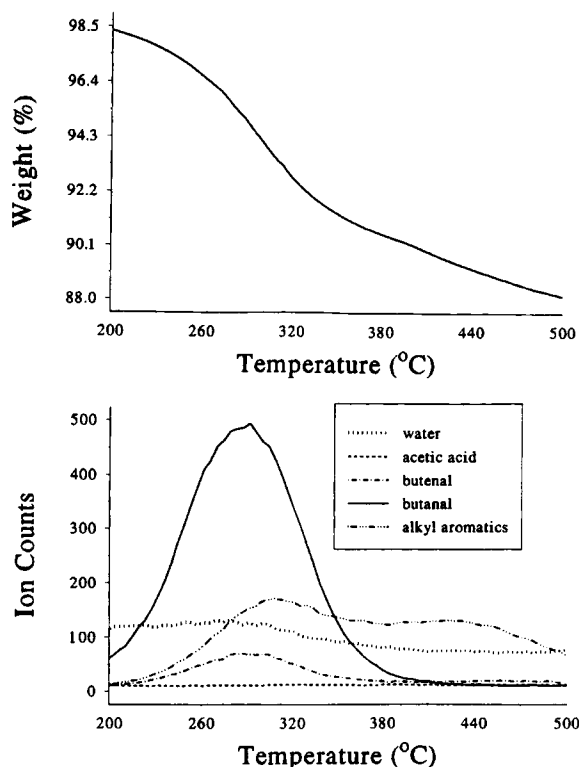 98.5
96.4
94.3
92.2
90.1
88.0
Weight (%)
200 260 320 380 440 500
Temperature (°C)
500
400
300
200
100
0
Ion Counts
water
acetic acid
butenal
butanal
alkyl aromatics
200 260 320 380 440 500
Temperature (°C)